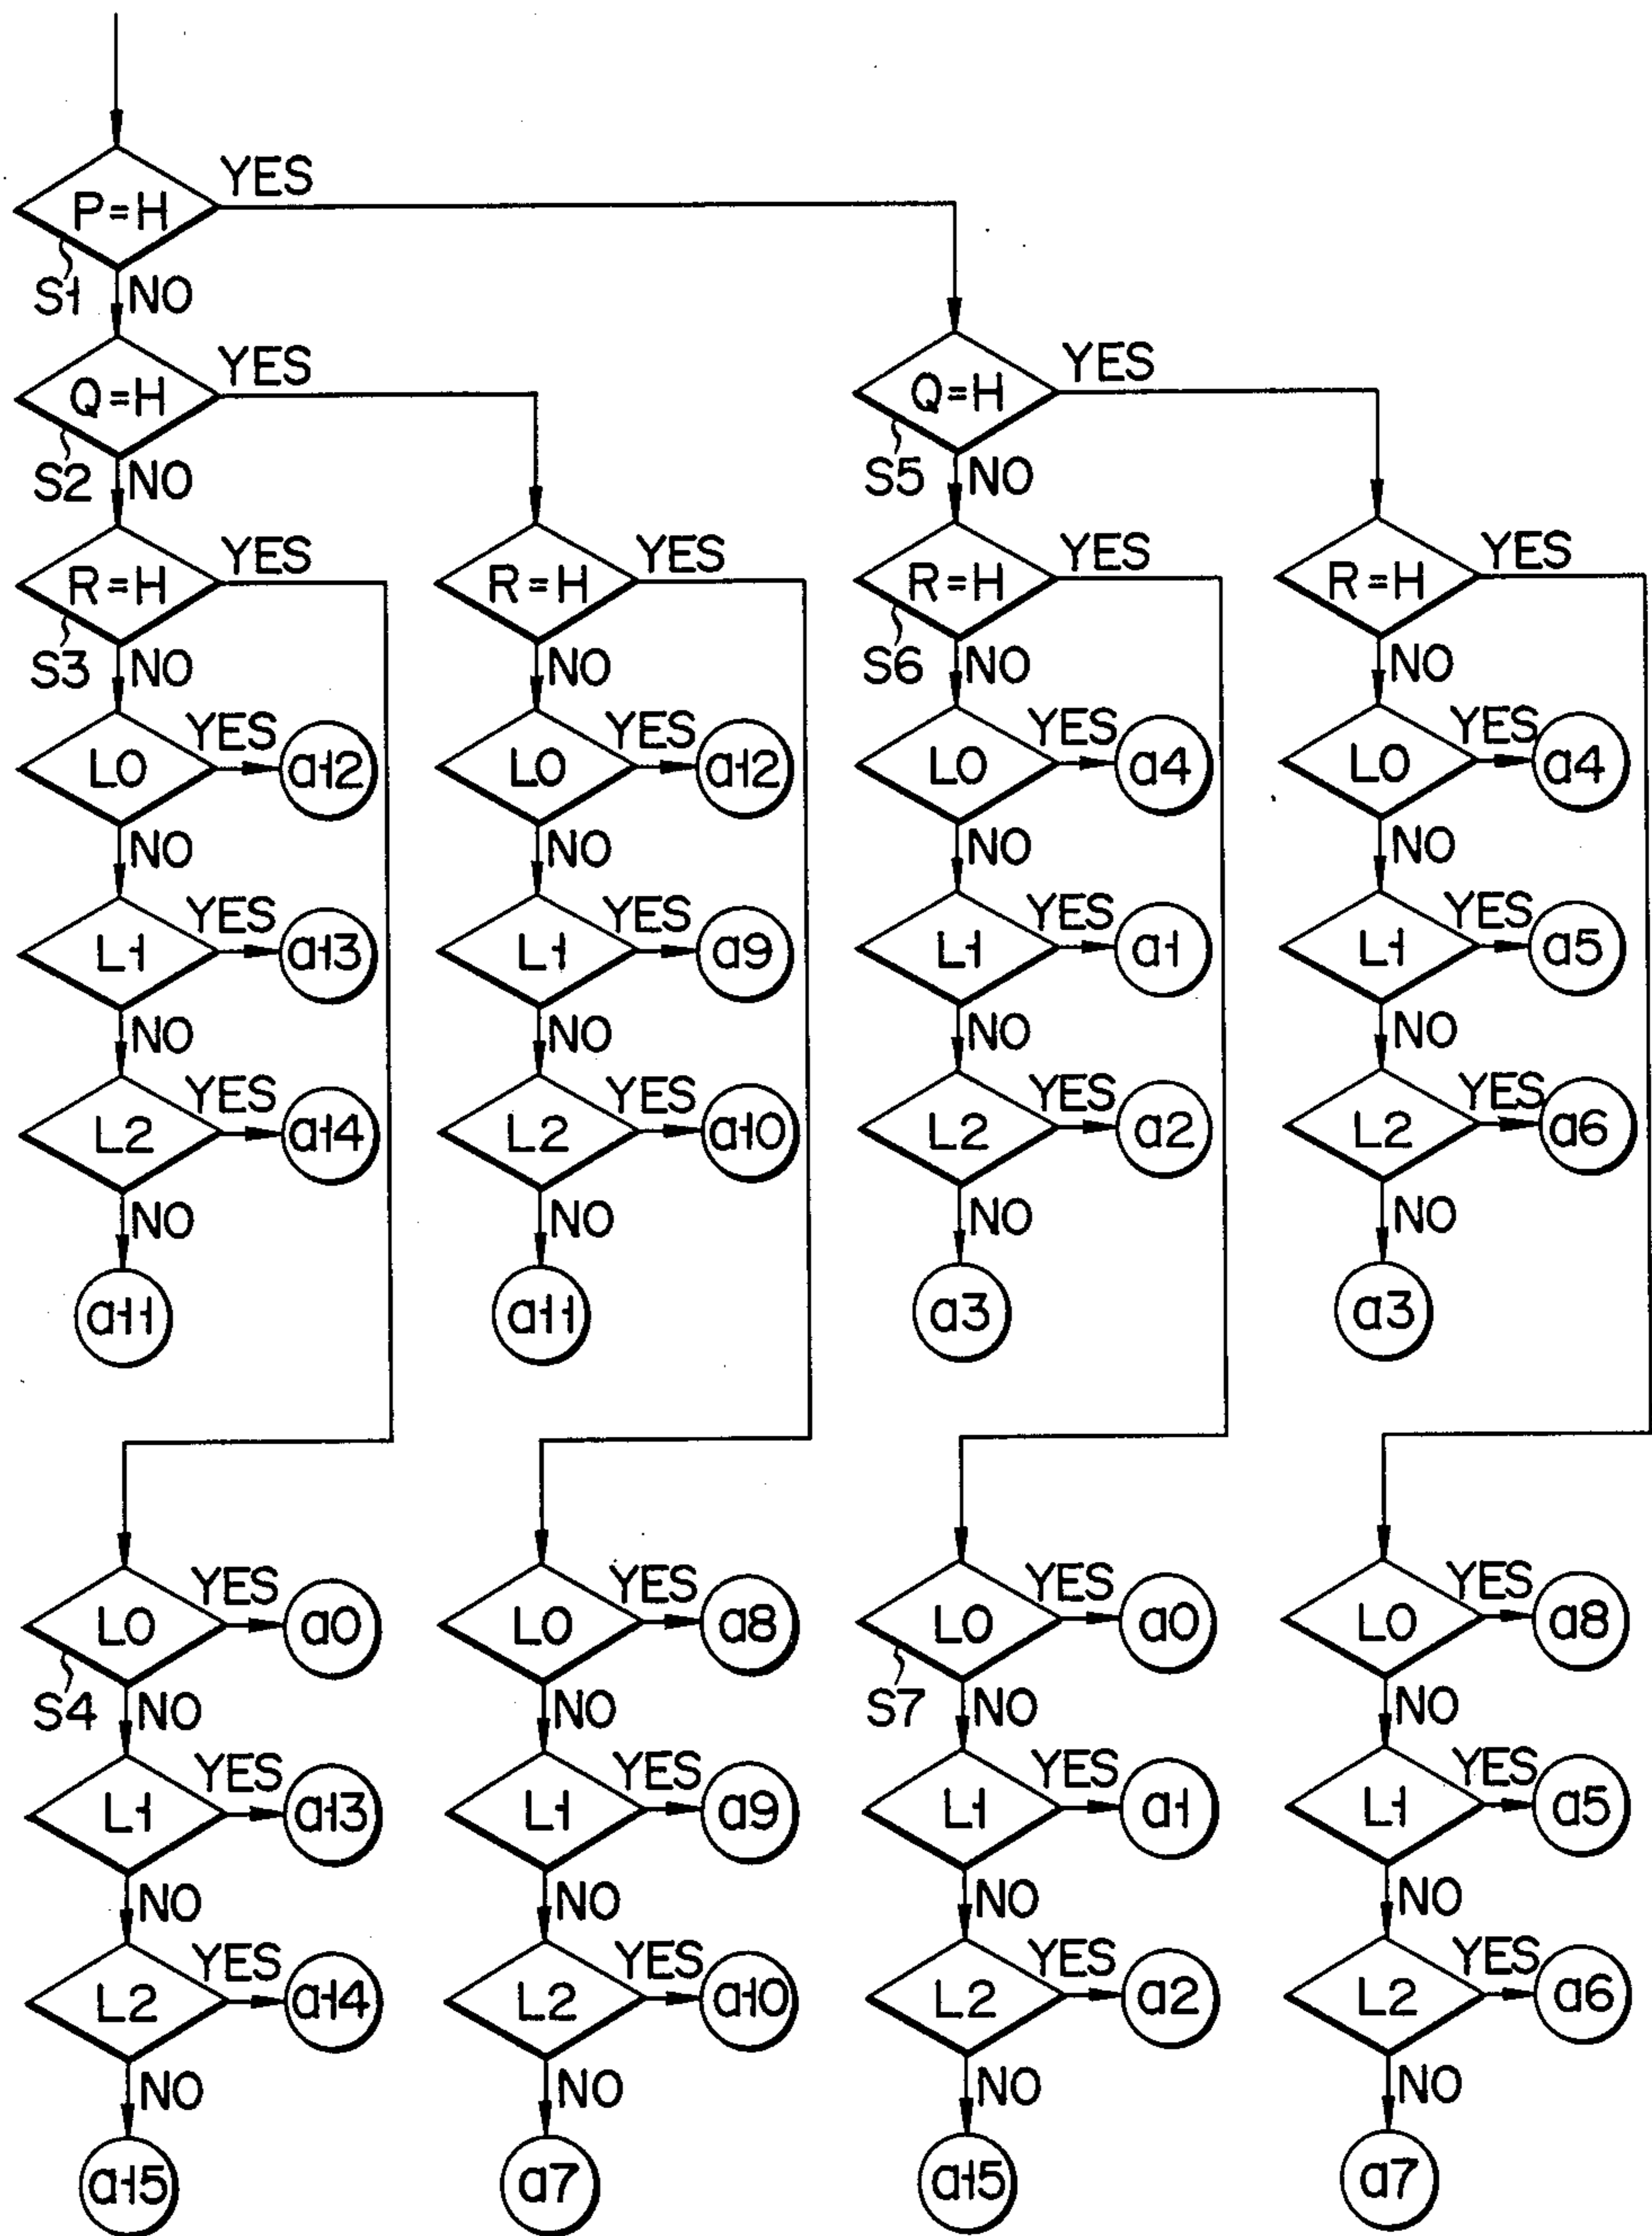 YES
P=H
S1 NO
YES YES
Q=H Q=H
S2 NO S5 NO
YES YES YES YES
R=H R=H R=H R=H
S3 NO NO S6 NO NO
YES YES YES YES
L0 a12 L0 a12 L0 a4 L0 a4
NO NO NO NO
YES YES YES YES
L1 a13 L1 a9 L1 a1 L1 a5
NO NO NO NO
YES YES YES YES
L2 a14 L2 a10 L2 a2 L2 a6
NO NO NO NO
a11 a11 a3 a3
YES YES YES YES
L0 a0 L0 a8 L0 a0 L0 a8
S4 NO NO S7 NO NO
YES YES YES YES
L1 a13 L1 a9 L1 a1 L1 a5
NO NO NO NO
YES YES YES YES
L2 a14 L2 a10 L2 a2 L2 a6
NO NO NO NO
a15 a7 a15 a7